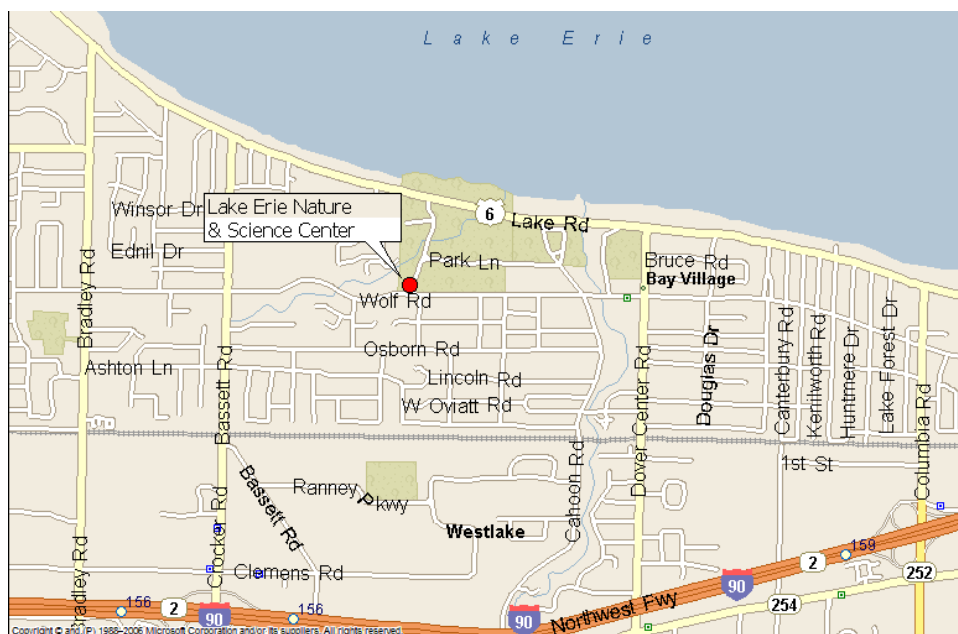 Lake Erie
Winsor Dr
Lake Erie Nature
& Science Center
6
Lake Rd
Ednil Dr
Park Ln
Bruce Rd
Bay Village
Wolf Rd
Bradley Rd
Bassett Rd
Osborn Rd
Ashton Ln
Lincoln Rd
W Oviatt Rd
Douglas Dr
Canterbury Rd
Kenilworth Rd
Huntmere Dr
Lake Forest Dr
Columbia Rd
Dover Center Rd
Cahoon Rd
1st St
Ranney Pkwy
Bassett Rd
Crocker Rd
Westlake
Bradley Rd
Clemens Rd
159
2
252
90
254
156
2
90
156
90
Northwest Fwy
Copyright © and (P) 1988–2006 Microsoft Corporation and/or its suppliers. All rights reserved.